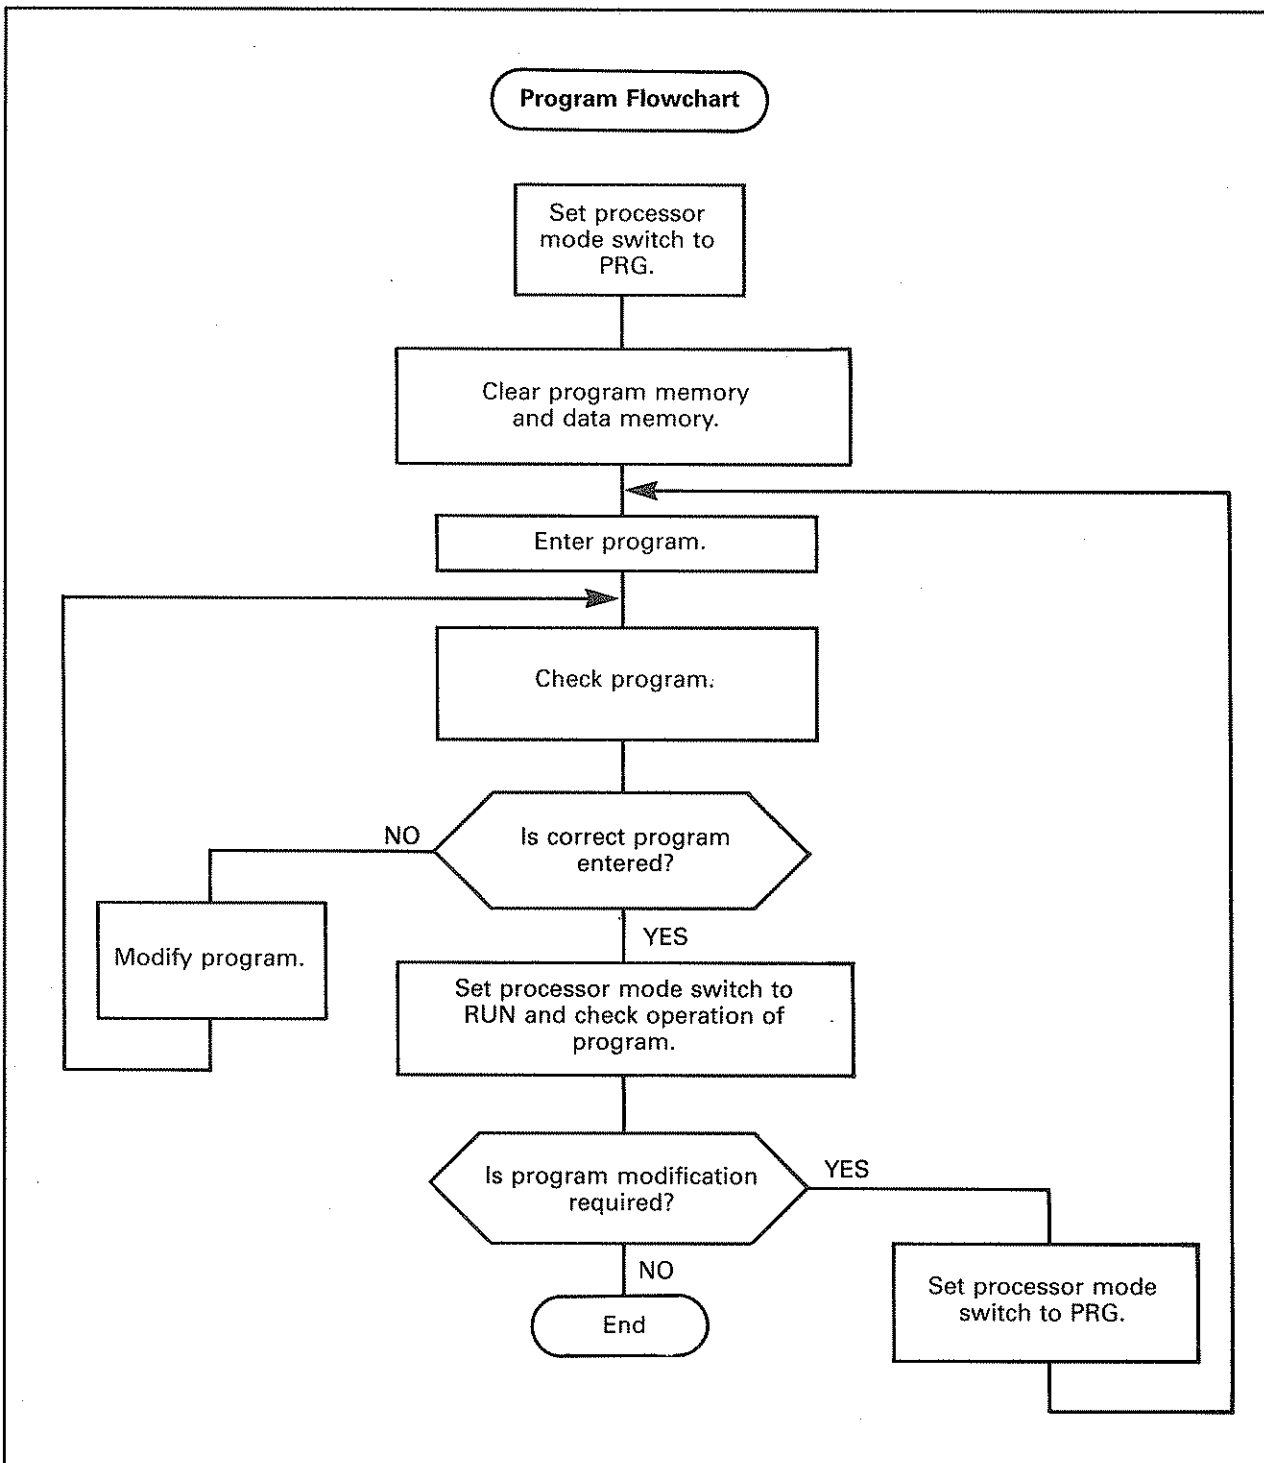 Program Flowchart
Set processor
mode switch to
PRG.
Clear program memory
and data memory.
Enter program.
Check program.
Is correct program
entered?
NO
YES
Modify program.
Set processor mode switch to
RUN and check operation of
program.
Is program modification
required?
YES
NO
Set processor mode
switch to PRG.
End